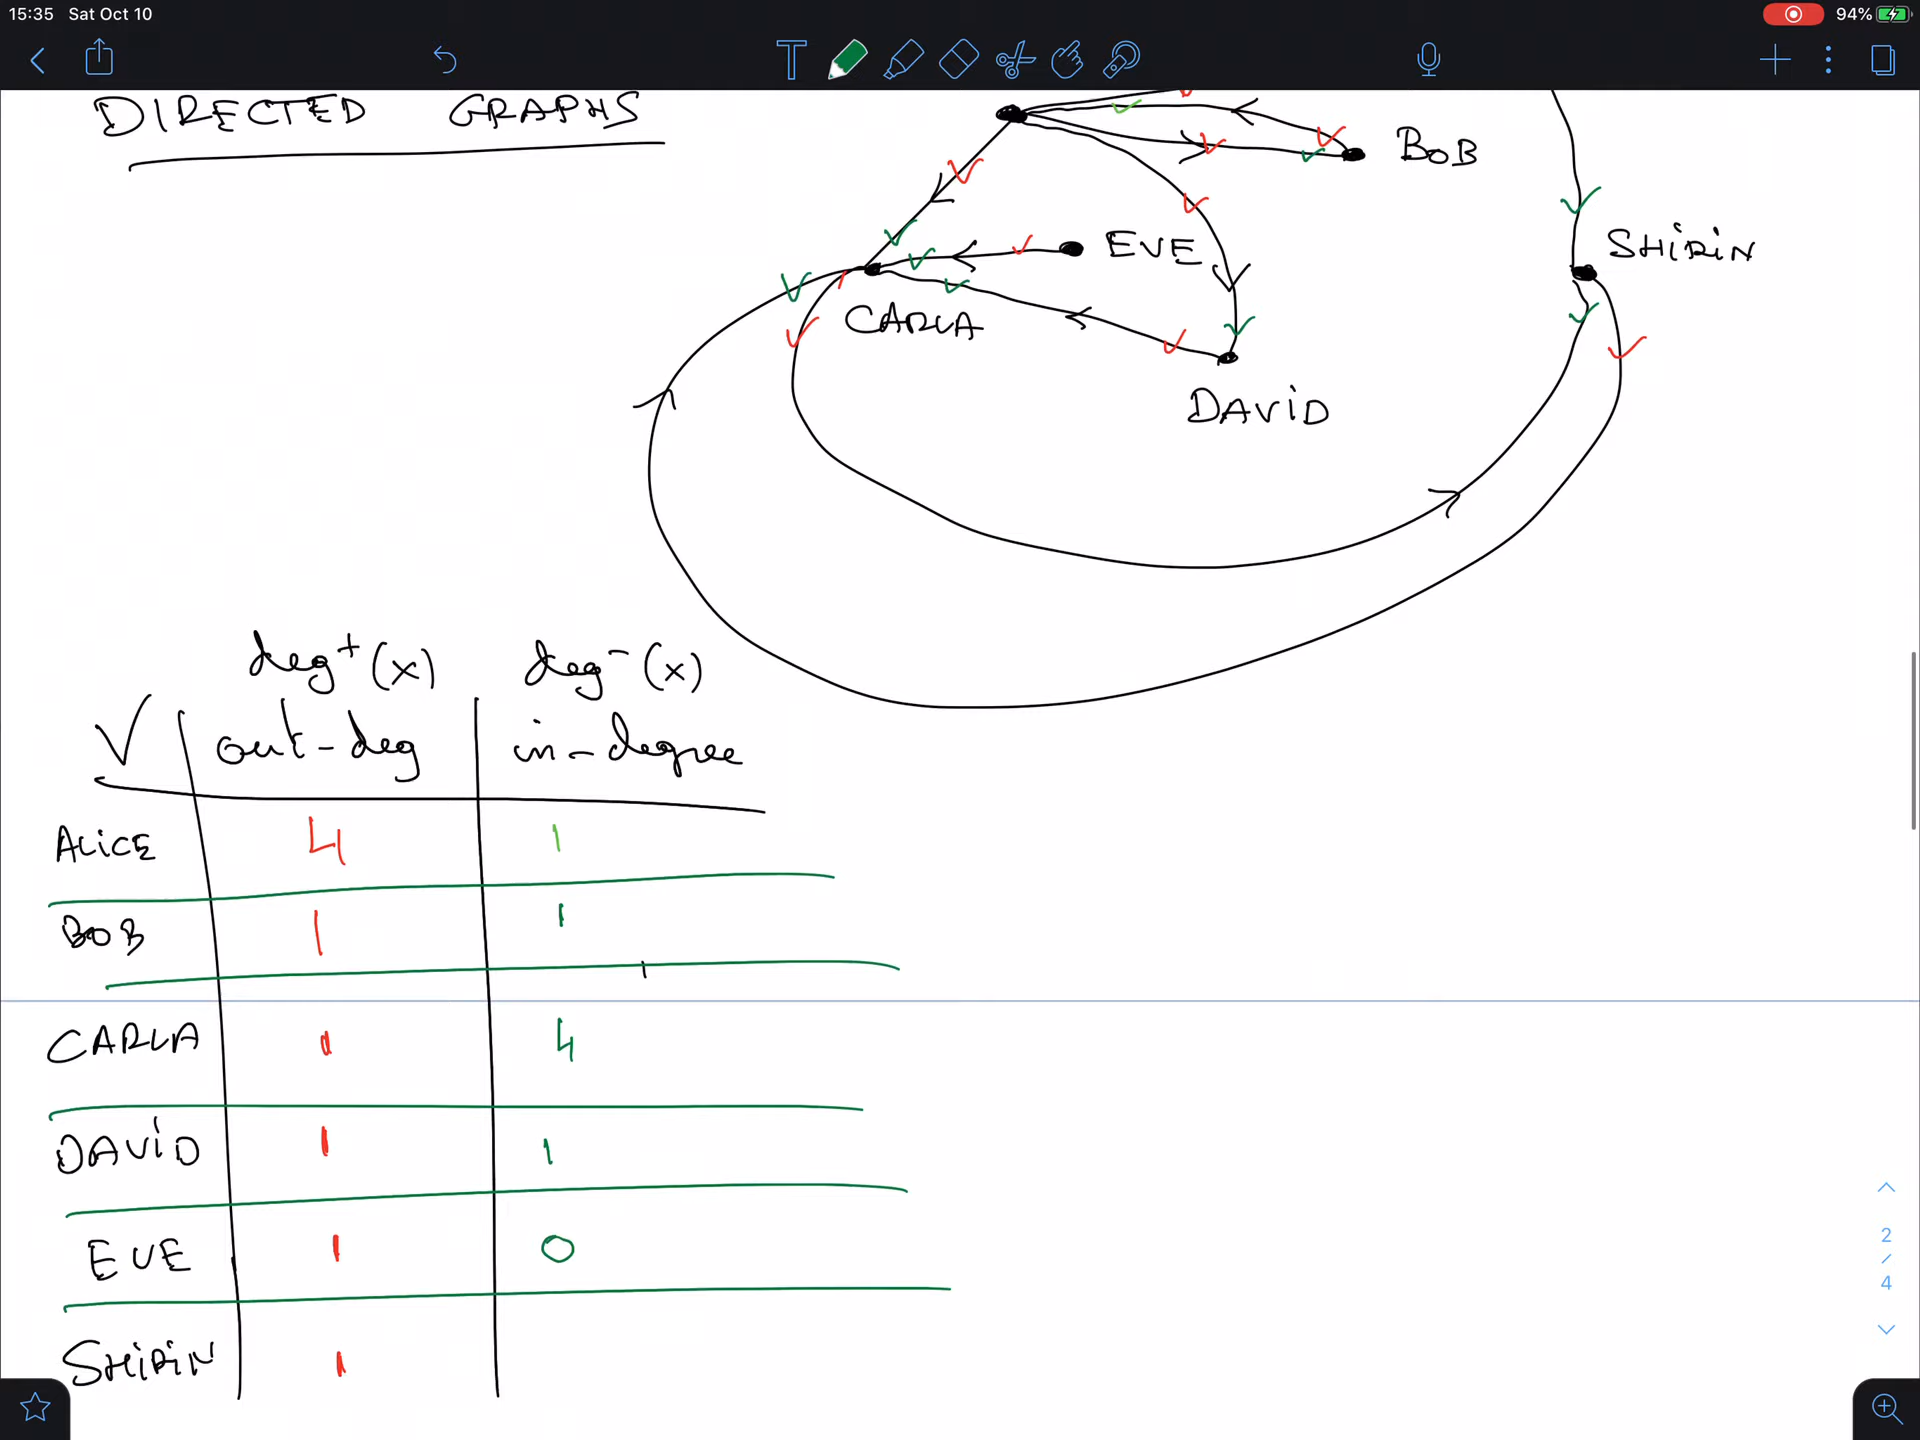 15:35 Sat Oct 10 94%
DIRECTED GRAPHS
BOB
SHIRIN
EVE
CARLA
DAVID
deg⁺(x) deg⁻(x)
V out-deg in-degree
ALICE 4 1
BOB 1 1
CARLA 1 4
DAVID 1 1
EVE 1 0
SHIRIN 1
2
/
4